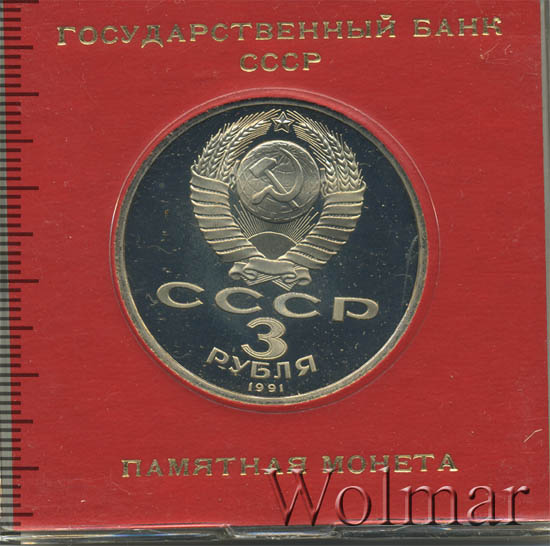 ГОСУДАРСТВЕННЫЙ БАНК
СССР
СССР
3
РУБЛЯ
1991
ПАМЯТНАЯ МОНЕТА
Wolmar